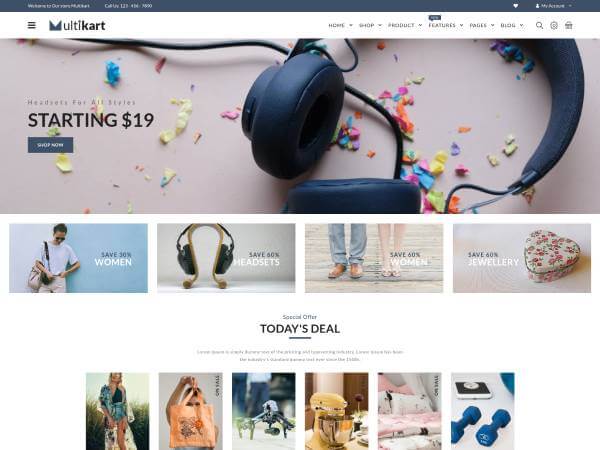 Welcome to Our store Multikart Call Us: 123 - 456 - 7890 My Account
Multikart
HOME SHOP PRODUCT FEATURES PAGES BLOG
Headsets For All Styles
STARTING $19
SHOP NOW
SAVE 30%
WOMEN
SAVE 60%
HEADSETS
SAVE 60%
WOMEN
SAVE 60%
JEWELLERY
Special Offer
TODAY'S DEAL
Lorem Ipsum is simply dummy text of the printing and typesetting industry. Lorem Ipsum has been
the industry's standard dummy text ever since the 1500s.
ON SALE
ON SALE